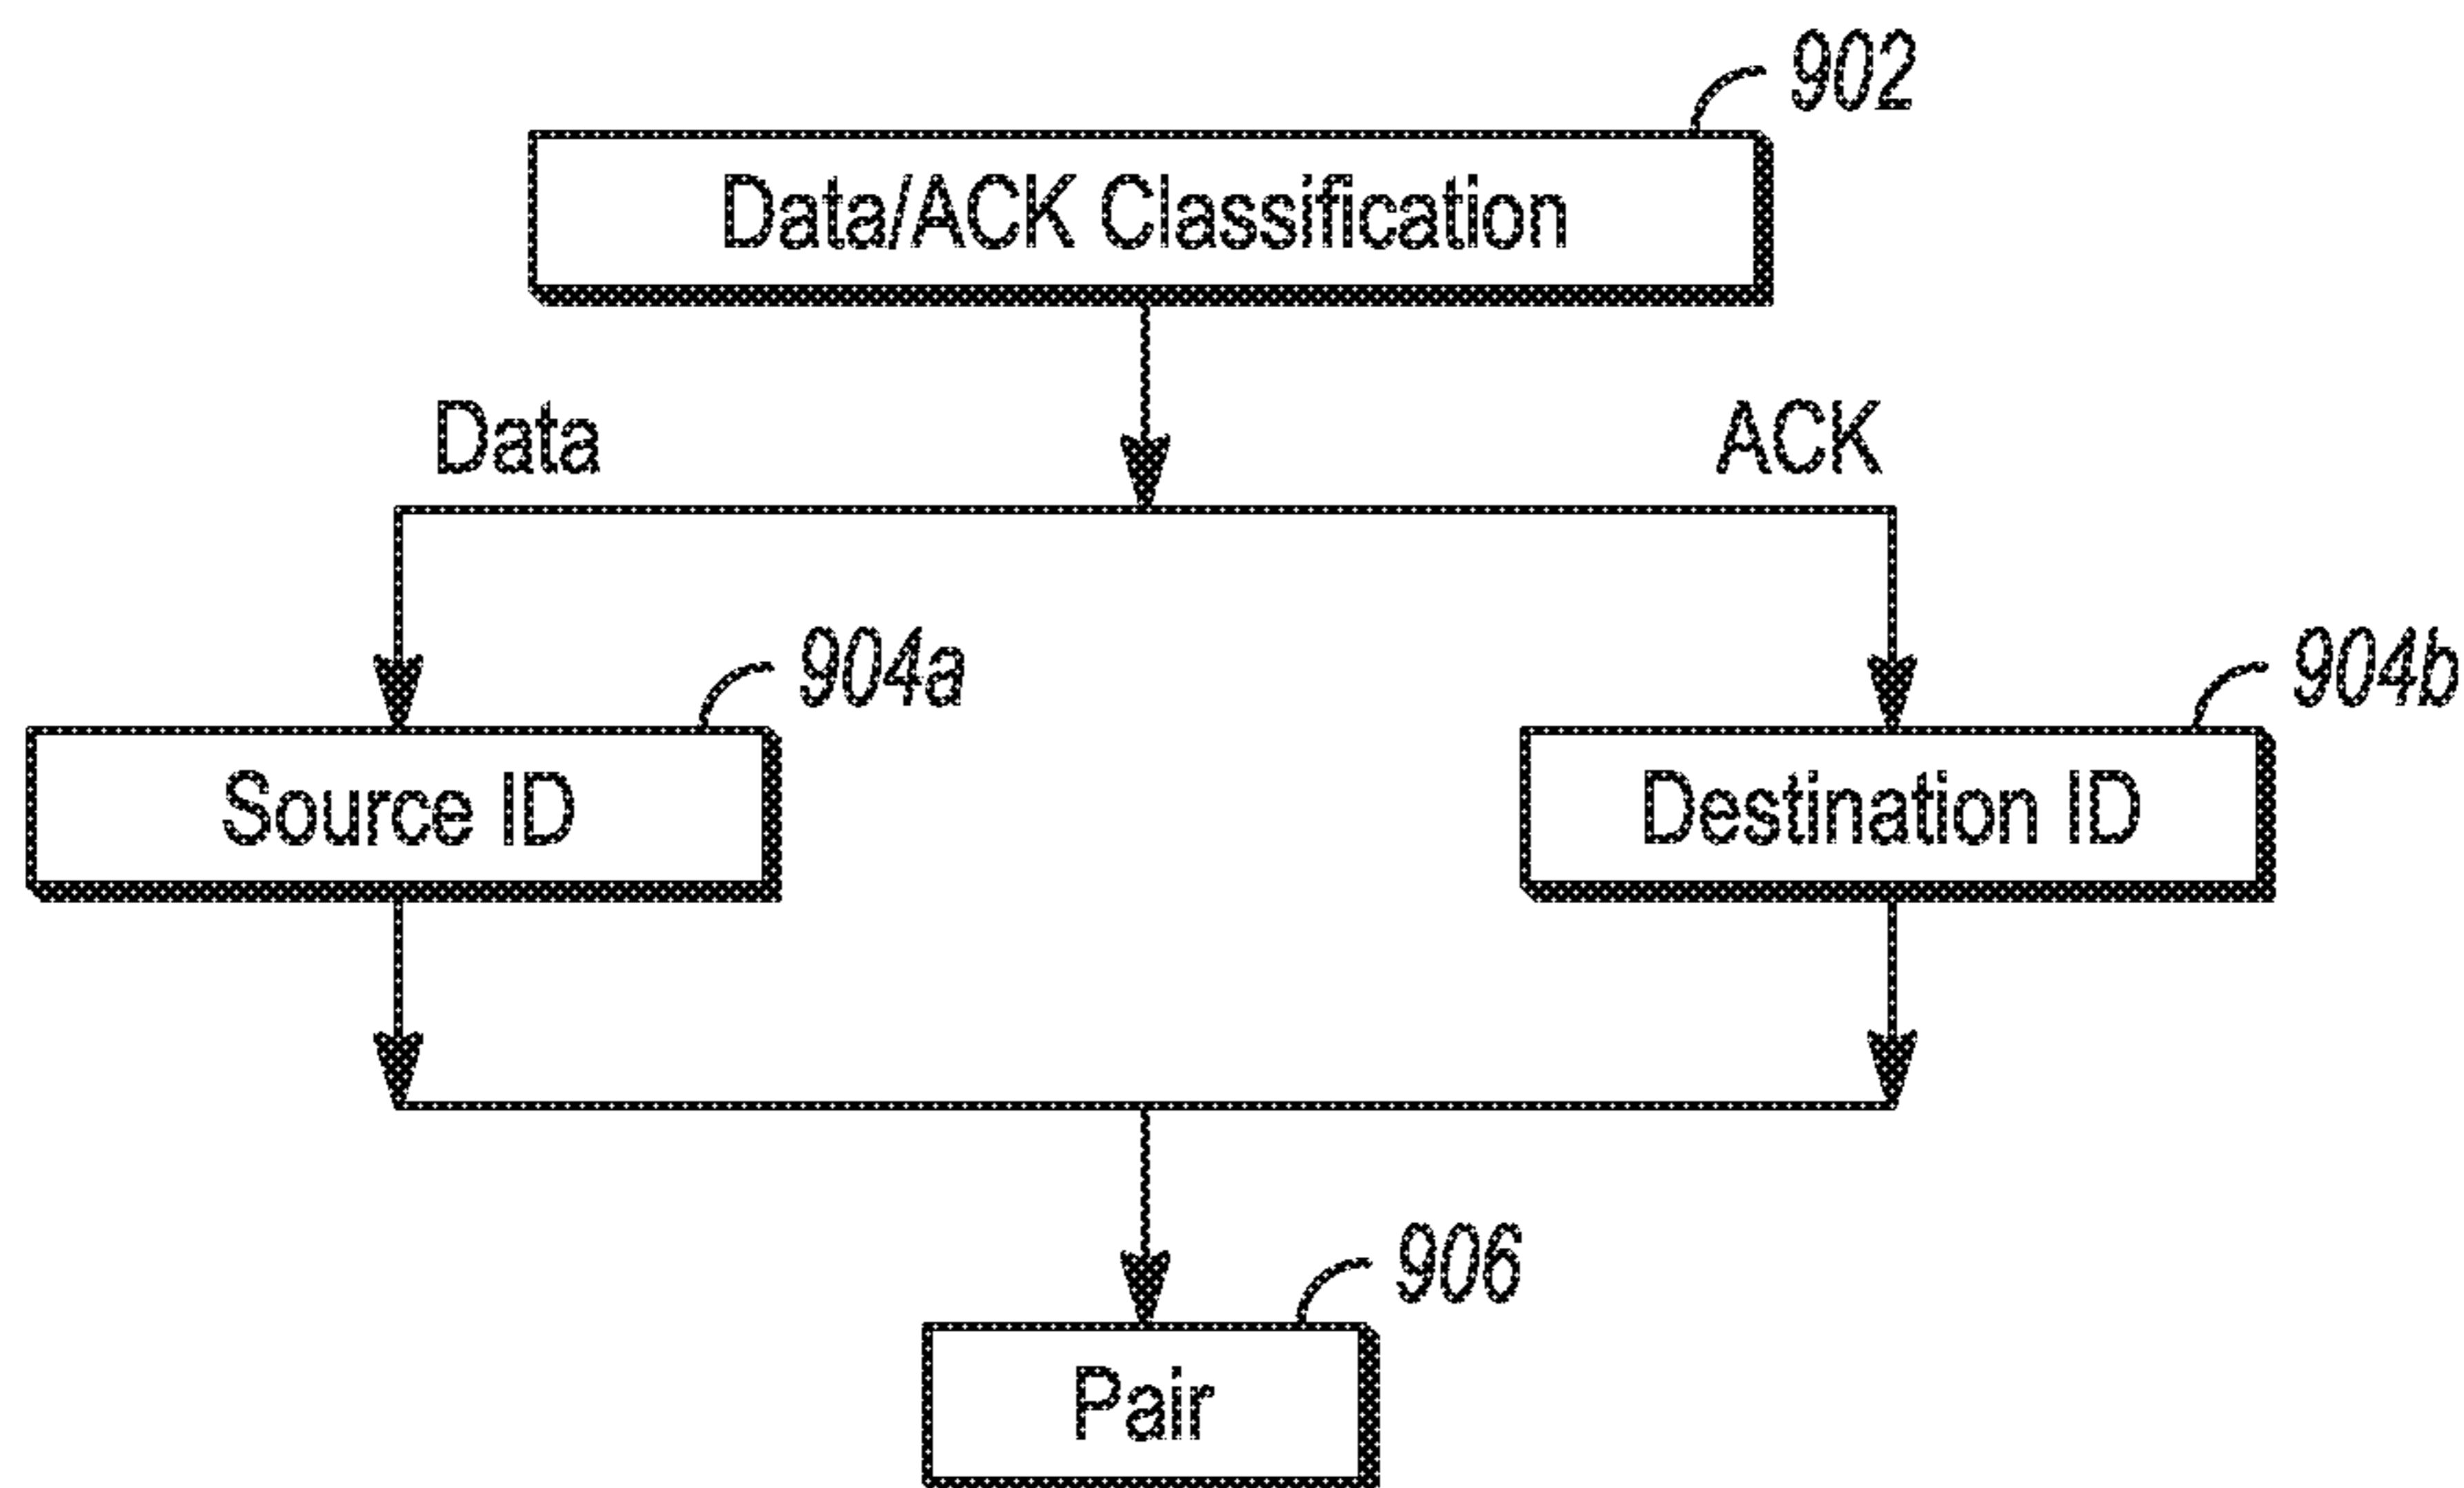 902
Data/ACK Classification
Data
ACK
904a
904b
Source ID
Destination ID
906
Pair